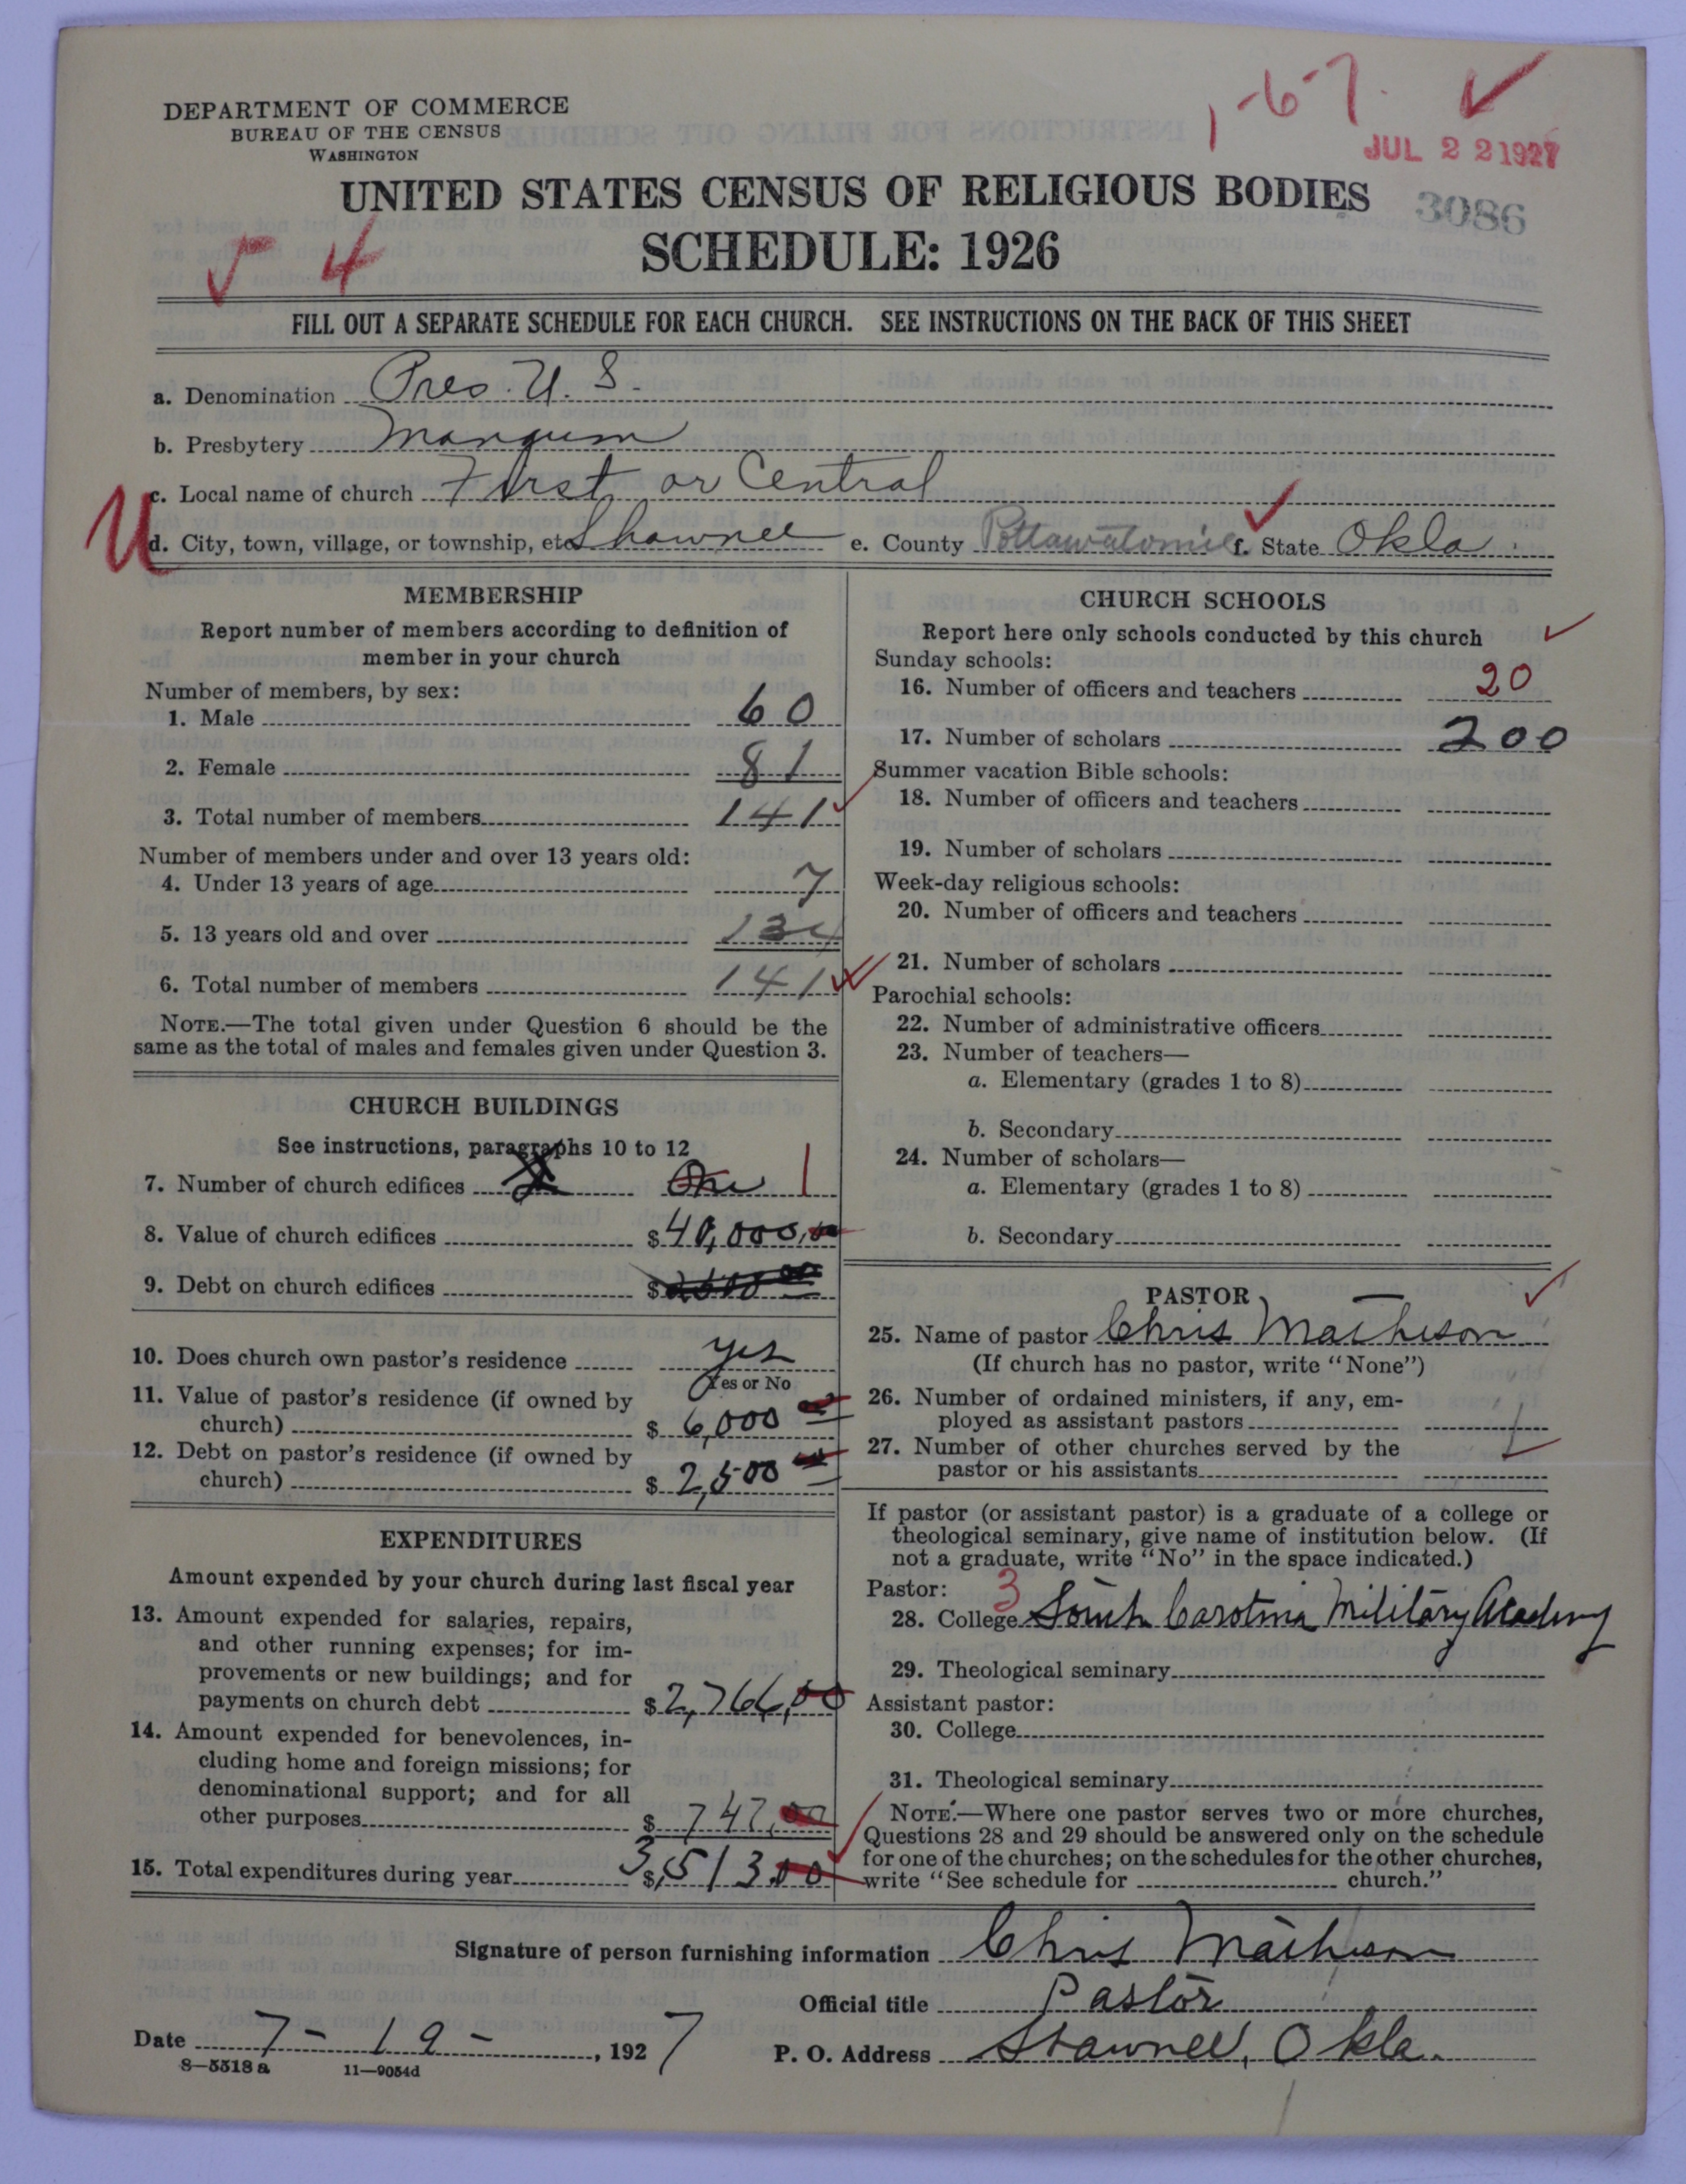 1-67.
JUL 22 1927
3086
DEPARTMENT OF COMMERCE
BUREAU OF THE CENSUS
WASHINGTON
UNITED STATES CENSUS OF RELIGIOUS BODIES
SCHEDULE: 1926
4
FILL OUT A SEPARATE SCHEDULE FOR EACH CHURCH. SEE INSTRUCTIONS ON THE BACK OF THIS SHEET
a. Denomination Pres. U. S.
b. Presbytery Mangum
c. Local name of church First or Central
U
d. City, town, village, or township, etc. Shawnee e. County Pottawatomie f. State Okla.
MEMBERSHIP
Report number of members according to definition of
member in your church
Number of members, by sex:
1. Male 60
2. Female 81
3. Total number of members 141
Number of members under and over 13 years old:
4. Under 13 years of age 7
5. 13 years old and over 134
6. Total number of members 141
NOTE.—The total given under Question 6 should be the
same as the total of males and females given under Question 3.
CHURCH BUILDINGS
See instructions, paragraphs 10 to 12
7. Number of church edifices One 1
8. Value of church edifices $40,000.00
9. Debt on church edifices $
10. Does church own pastor's residence yes
Yes or No
11. Value of pastor's residence (if owned by
church) $ 6,000
12. Debt on pastor's residence (if owned by
church) $ 2,500
EXPENDITURES
Amount expended by your church during last fiscal year
13. Amount expended for salaries, repairs,
and other running expenses; for im-
provements or new buildings; and for
payments on church debt $2,766,00
14. Amount expended for benevolences, in-
cluding home and foreign missions; for
denominational support; and for all
other purposes $ 747,00
15. Total expenditures during year $3,513.00
CHURCH SCHOOLS
Report here only schools conducted by this church
Sunday schools:
16. Number of officers and teachers 20
17. Number of scholars 200
Summer vacation Bible schools:
18. Number of officers and teachers
19. Number of scholars
Week-day religious schools:
20. Number of officers and teachers
21. Number of scholars
Parochial schools:
22. Number of administrative officers
23. Number of teachers—
a. Elementary (grades 1 to 8)
b. Secondary
24. Number of scholars—
a. Elementary (grades 1 to 8)
b. Secondary
PASTOR
25. Name of pastor Chris Matheson
(If church has no pastor, write "None")
26. Number of ordained ministers, if any, em-
ployed as assistant pastors
27. Number of other churches served by the
pastor or his assistants
If pastor (or assistant pastor) is a graduate of a college or
theological seminary, give name of institution below. (If
not a graduate, write "No" in the space indicated.)
Pastor: 3
28. College South Carolina Military Academy
29. Theological seminary
Assistant pastor:
30. College
31. Theological seminary
NOTE.—Where one pastor serves two or more churches,
Questions 28 and 29 should be answered only on the schedule
for one of the churches; on the schedules for the other churches,
write "See schedule for church."
Signature of person furnishing information Chris Matheson
Official title Pastor
Date 7-19-, 1927
P. O. Address Shawnee, Okla.
8—5518 a 11—9054d